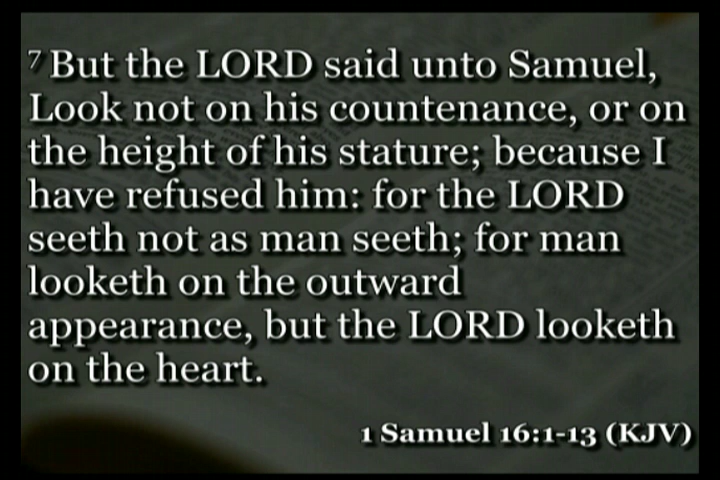 7 But the LORD said unto Samuel,
Look not on his countenance, or on
the height of his stature; because I
have refused him: for the LORD
seeth not as man seeth; for man
looketh on the outward
appearance, but the LORD looketh
on the heart.
1 Samuel 16:1-13 (KJV)